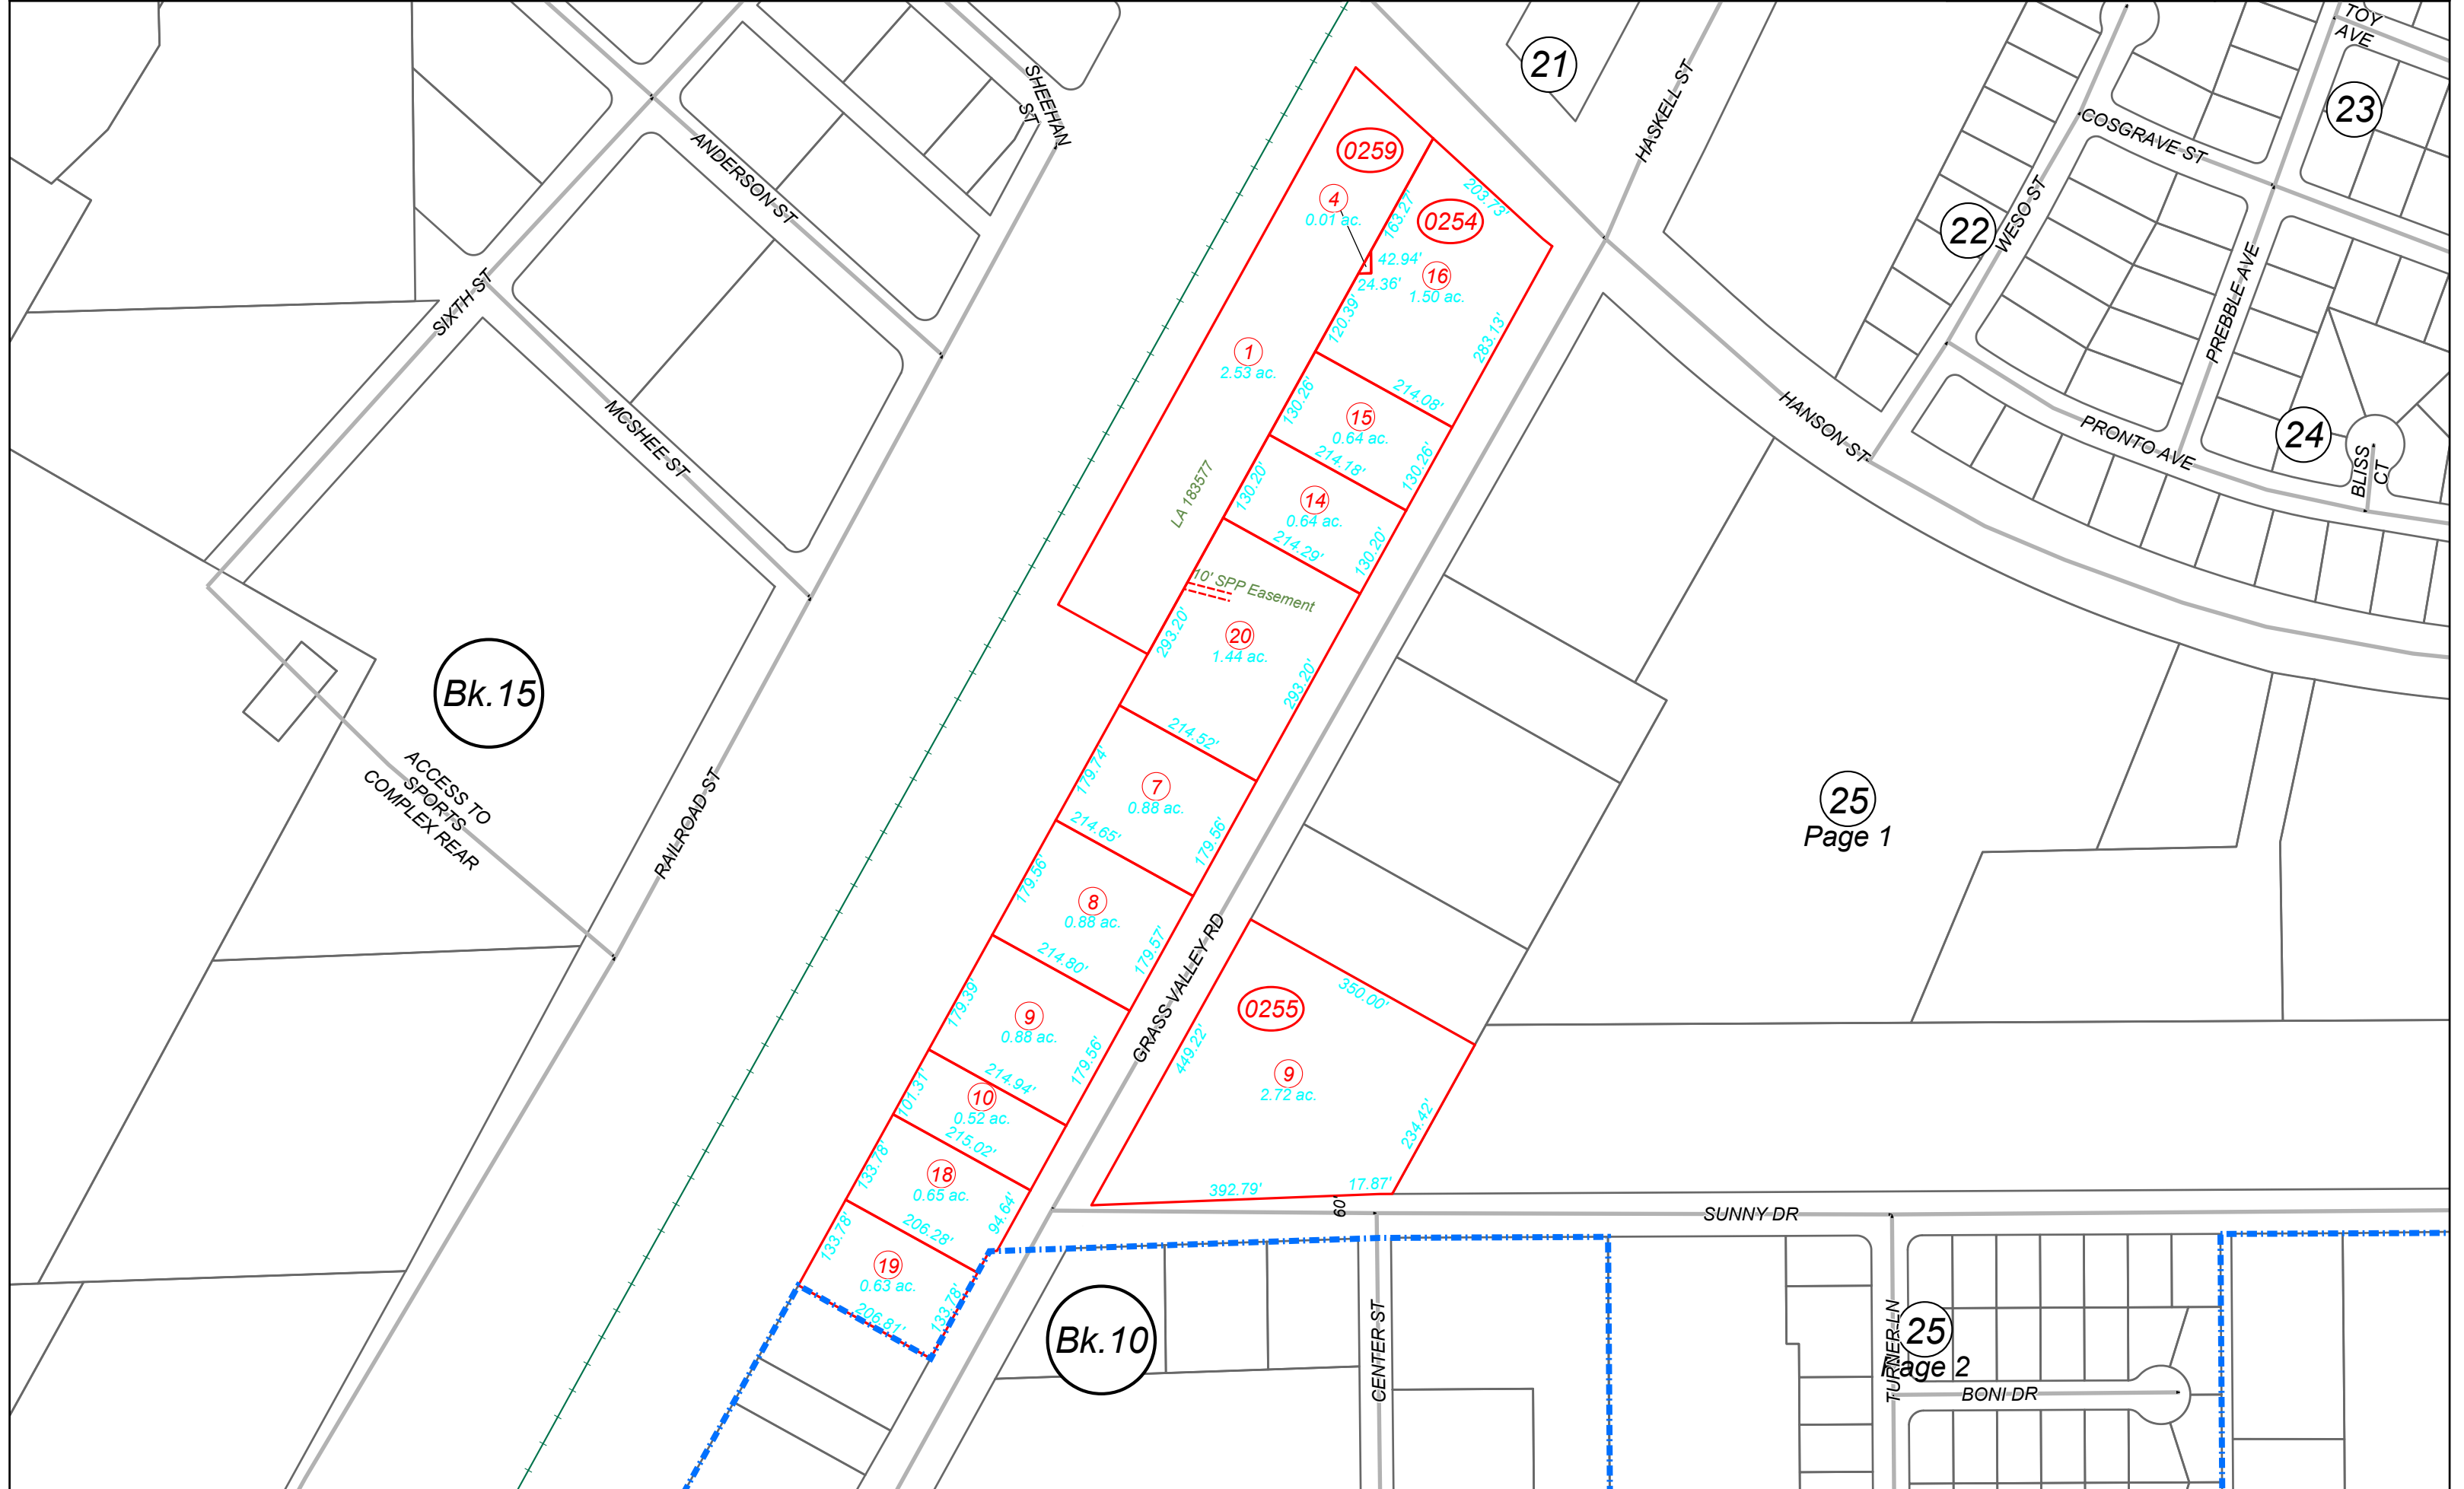 TOY
AVE
21
23
SHEEHAN
ST
HASKELL ST
COSGRAVE ST
ANDERSON ST
0259
4
0.01 ac.
163.27'
203.73'
0254
22
WESO ST
42.94'
24.36'
16
1.50 ac.
SIXTH ST
120.39'
283.13'
PREBBLE AVE
1
2.53 ac.
130.26'
214.08'
15
0.64 ac.
MCSHEE ST
HANSON ST
PRONTO AVE
24
BLISS
CT
214.18'
130.26'
LA 183577
130.20'
14
0.64 ac.
214.29'
130.20'
10' SPP Easement
293.20'
20
1.44 ac.
293.20'
Bk.15
214.52'
179.74'
7
0.88 ac.
25
Page 1
ACCESS TO
SPORTS
COMPLEX REAR
RAILROAD ST
214.65'
179.56'
179.56'
8
0.88 ac.
214.80'
179.57'
GRASS VALLEY RD
179.39'
9
0.88 ac.
350.00'
0255
449.22'
179.56'
214.94'
9
2.72 ac.
101.31'
10
0.52 ac.
234.42'
215.02'
133.78'
18
0.65 ac.
94.64'
392.79'
17.87'
60'
SUNNY DR
206.28'
133.78'
19
0.63 ac.
133.78'
206.81'
Bk.10
CENTER ST
TURNER LN
25
Page 2
BONI DR